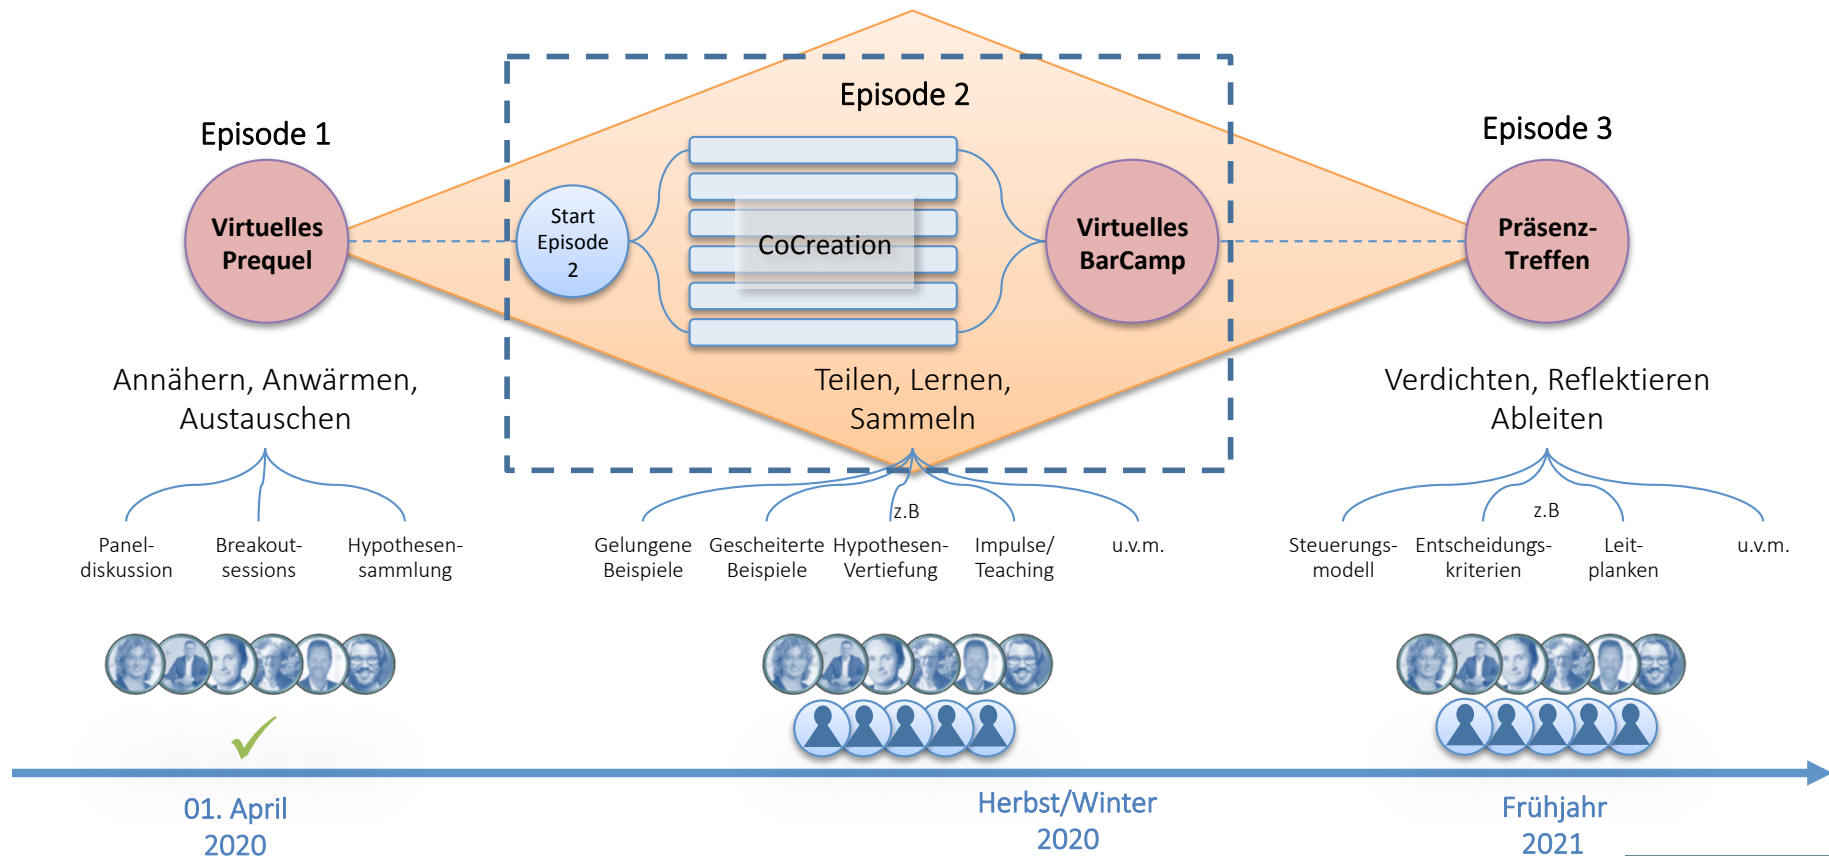 Episode 1
Episode 2
Episode 3
Virtuelles
Prequel
Start
Episode
2
CoCreation
Virtuelles
BarCamp
Präsenz-
Treffen
Annähern, Anwärmen,
Austauschen
Teilen, Lernen,
Sammeln
Verdichten, Reflektieren
Ableiten
Panel-
diskussion
Breakout-
sessions
Hypothesen-
sammlung
z.B
Gelungene
Beispiele
Gescheiterte
Beispiele
Hypothesen-
Vertiefung
Impulse/
Teaching
u.v.m.
z.B
Steuerungs-
modell
Entscheidungs-
kriterien
Leit-
planken
u.v.m.
01. April
2020
Herbst/Winter
2020
Frühjahr
2021